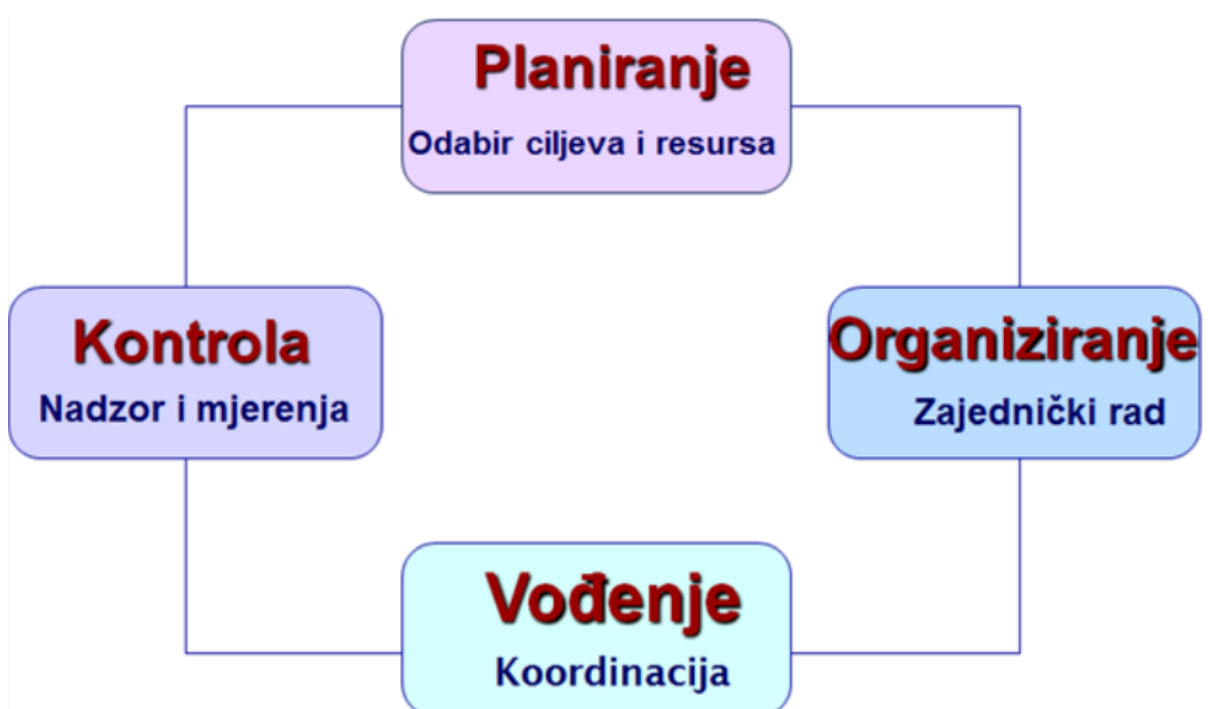 Planiranje
Odabir ciljeva i resursa
Kontrola
Nadzor i mjerenja
Organiziranje
Zajednički rad
Vođenje
Koordinacija